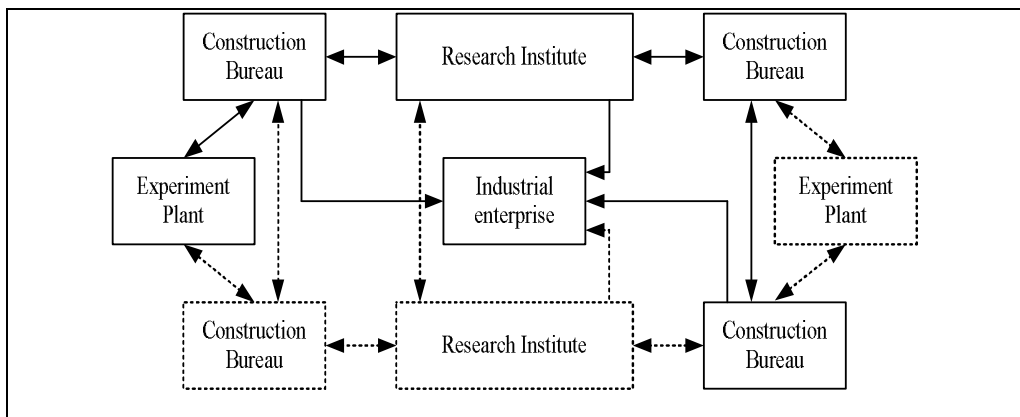 Construction
Bureau
Research Institute
Construction
Bureau
Experiment
Plant
Industrial
enterprise
Experiment
Plant
Construction
Bureau
Research Institute
Construction
Bureau